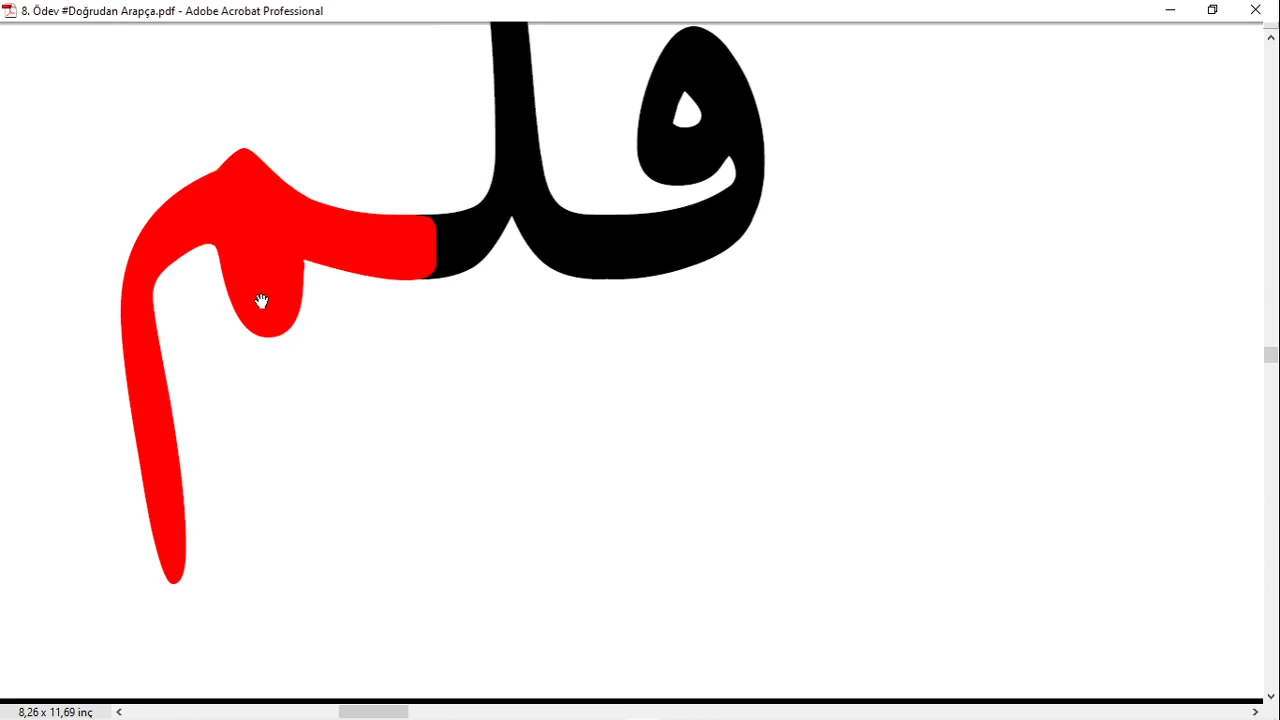 8. Ödev #Doğrudan Arapça.pdf - Adobe Acrobat Professional
قلم
8,26 x 11,69 inç